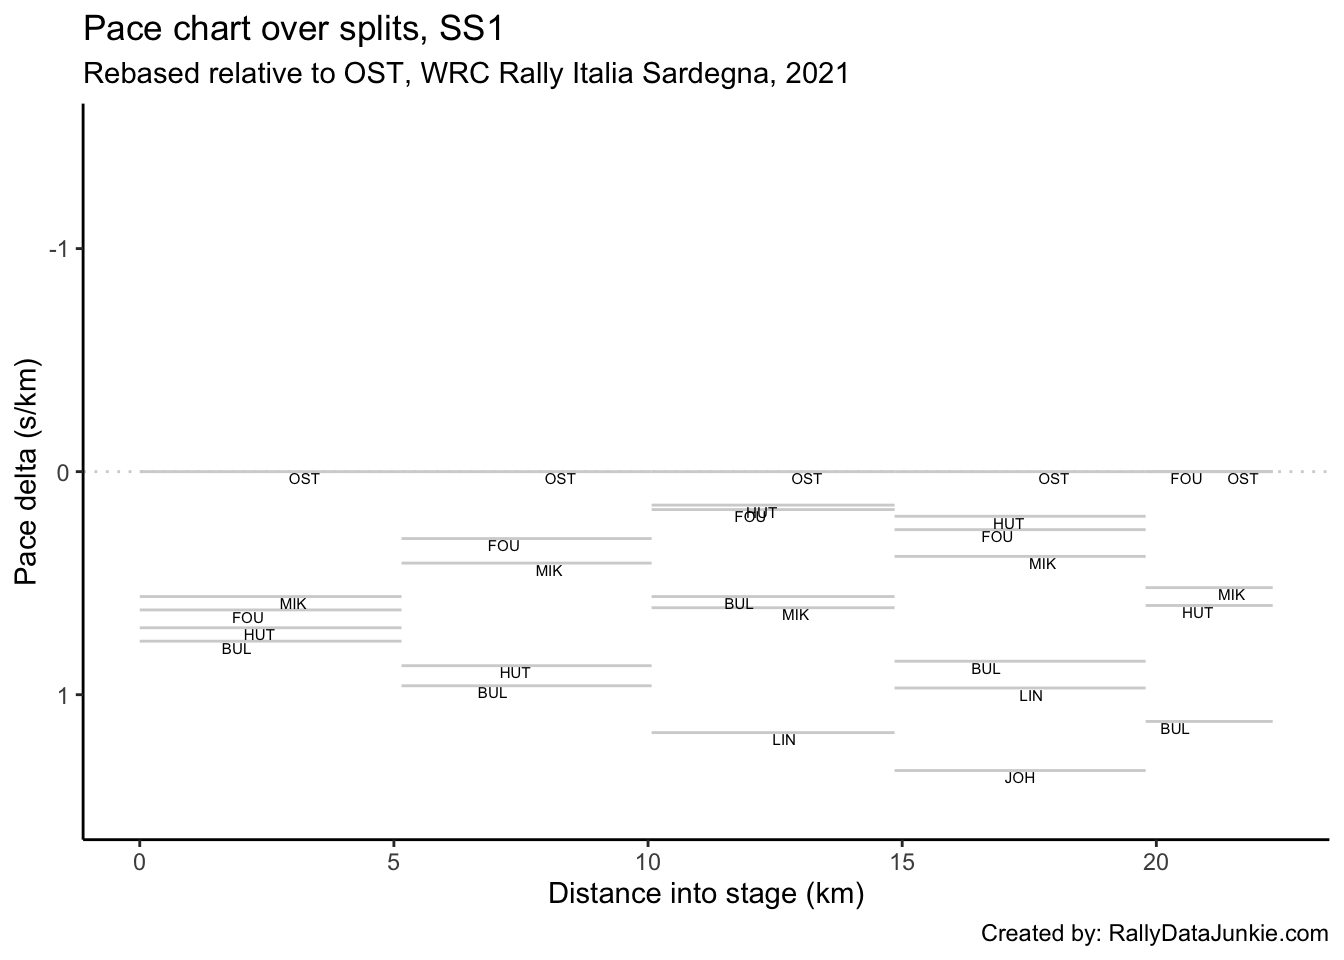 Pace chart over splits, SS1
Rebased relative to OST, WRC Rally Italia Sardegna, 2021
Pace delta (s/km)
-1
0
1
OST OST OST OST FOU OST
HUT
FOU
HUT
FOU
FOU
MIK
MIK
MIK
BUL
MIK
MIK
HUT
FOU
HUT
BUL
HUT
BUL
BUL
LIN
LIN
BUL
JOH
0 5 10 15 20
Distance into stage (km)
Created by: RallyDataJunkie.com